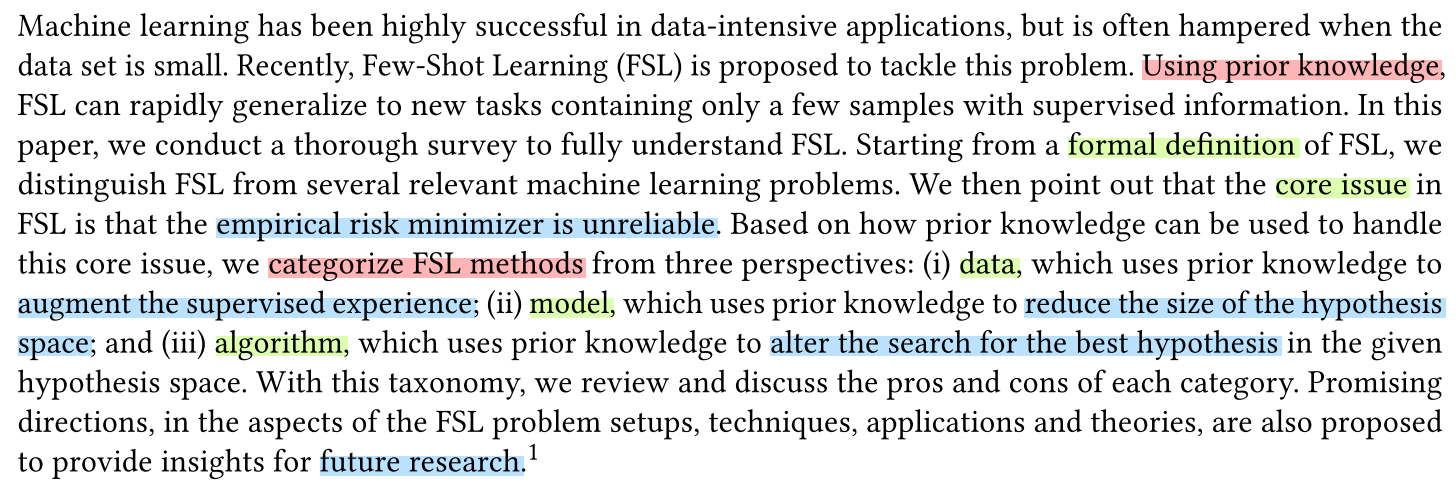 Machine learning has been highly successful in data-intensive applications, but is often hampered when the
data set is small. Recently, Few-Shot Learning (FSL) is proposed to tackle this problem. Using prior knowledge,
FSL can rapidly generalize to new tasks containing only a few samples with supervised information. In this
paper, we conduct a thorough survey to fully understand FSL. Starting from a formal definition of FSL, we
distinguish FSL from several relevant machine learning problems. We then point out that the core issue in
FSL is that the empirical risk minimizer is unreliable. Based on how prior knowledge can be used to handle
this core issue, we categorize FSL methods from three perspectives: (i) data, which uses prior knowledge to
augment the supervised experience; (ii) model, which uses prior knowledge to reduce the size of the hypothesis
space; and (iii) algorithm, which uses prior knowledge to alter the search for the best hypothesis in the given
hypothesis space. With this taxonomy, we review and discuss the pros and cons of each category. Promising
directions, in the aspects of the FSL problem setups, techniques, applications and theories, are also proposed
to provide insights for future research.1